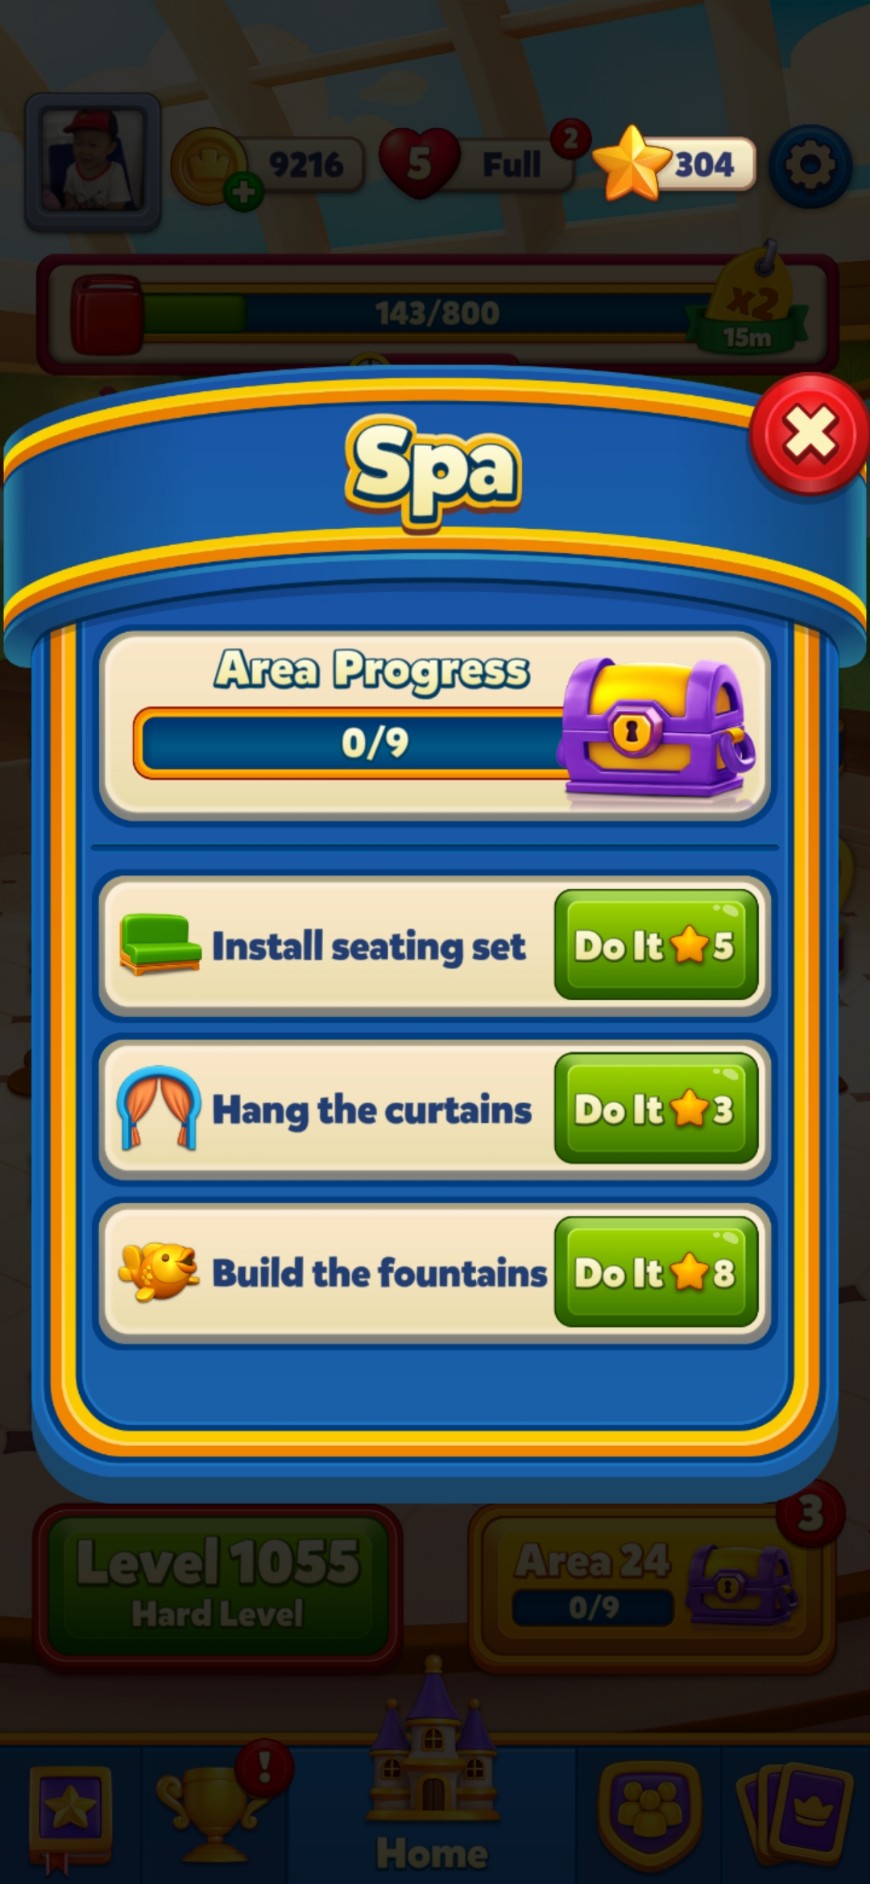 9216
5
Full
2
304
143/800
x2
15m
Spa
Area Progress
0/9
Install seating set
Do It 5
Hang the curtains
Do It 3
Build the fountains
Do It 8
Level 1055
Hard Level
Area 24
0/9
3
!
Home